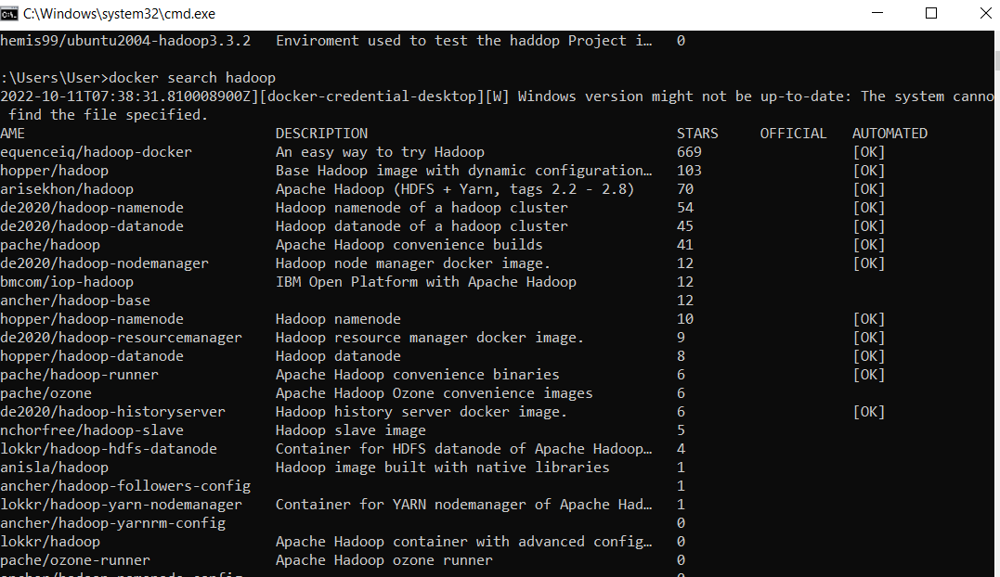 C:\Windows\system32\cmd.exe
hemis99/ubuntu2004-hadoop3.3.2 Enviroment used to test the haddop Project i… 0
:\Users\User>docker search hadoop
2022-10-11T07:38:31.810008900Z][docker-credential-desktop][W] Windows version might not be up-to-date: The system canno
find the file specified.
AME DESCRIPTION STARS OFFICIAL AUTOMATED
equenceiq/hadoop-docker An easy way to try Hadoop 669 [OK]
hopper/hadoop Base Hadoop image with dynamic configuration… 103 [OK]
arisekhon/hadoop Apache Hadoop (HDFS + Yarn, tags 2.2 - 2.8) 70 [OK]
de2020/hadoop-namenode Hadoop namenode of a hadoop cluster 54 [OK]
de2020/hadoop-datanode Hadoop datanode of a hadoop cluster 45 [OK]
pache/hadoop Apache Hadoop convenience builds 41 [OK]
de2020/hadoop-nodemanager Hadoop node manager docker image. 12 [OK]
bmcom/iop-hadoop IBM Open Platform with Apache Hadoop 12
ancher/hadoop-base 12
hopper/hadoop-namenode Hadoop namenode 10 [OK]
de2020/hadoop-resourcemanager Hadoop resource manager docker image. 9 [OK]
hopper/hadoop-datanode Hadoop datanode 8 [OK]
pache/hadoop-runner Apache Hadoop convenience binaries 6 [OK]
pache/ozone Apache Hadoop Ozone convenience images 6
de2020/hadoop-historyserver Hadoop history server docker image. 6 [OK]
nchorfree/hadoop-slave Hadoop slave image 5
lokkr/hadoop-hdfs-datanode Container for HDFS datanode of Apache Hadoop… 4
anisla/hadoop Hadoop image built with native libraries 1
ancher/hadoop-followers-config 1
lokkr/hadoop-yarn-nodemanager Container for YARN nodemanager of Apache Had… 1
ancher/hadoop-yarnrm-config 0
lokkr/hadoop Apache Hadoop container with advanced config… 0
pache/ozone-runner Apache Hadoop ozone runner 0